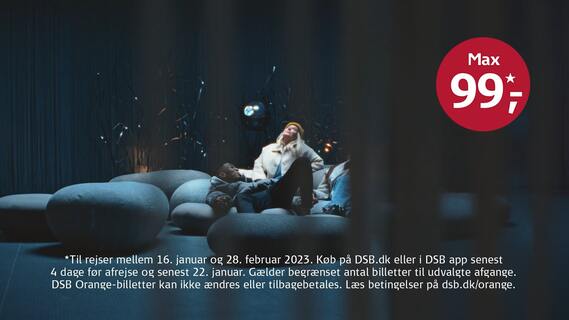 Max
99*,-
*Til rejser mellem 16. januar og 28. februar 2023. Køb på DSB.dk eller i DSB app senest
4 dage før afrejse og senest 22. januar. Gælder begrænset antal billetter til udvalgte afgange.
DSB Orange-billetter kan ikke ændres eller tilbagebetales. Læs betingelser på dsb.dk/orange.